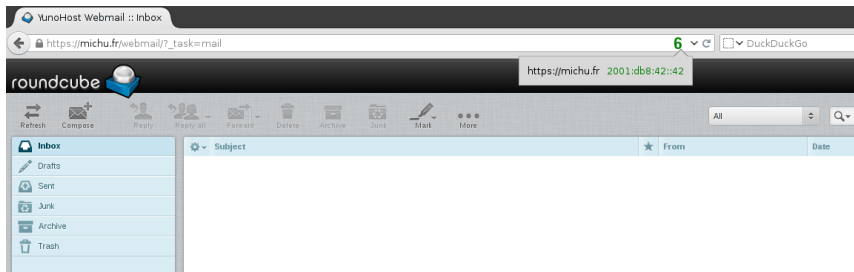 YunoHost Webmail :: Inbox
https://michu.fr/webmail/?_task=mail
6
DuckDuckGo
https://michu.fr 2001:db8:42::42
roundcube
Refresh Compose Reply Reply all Forward Delete Archive Junk Mark More
All
Inbox
Subject From Date
Drafts
Sent
Junk
Archive
Trash